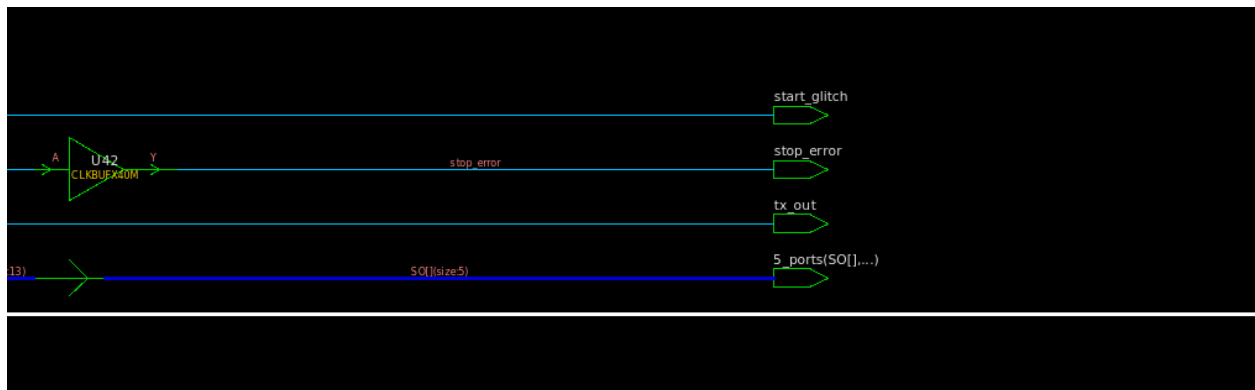 start_glitch
A
U42
CLKBUFX40M
Y
stop_error
stop_error
tx_out
:13)
SO[](size:5)
5_ports(SO[],...)